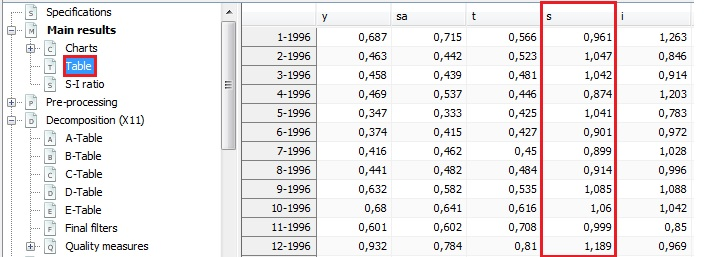 Specifications
Main results
Charts
Table
S-I ratio
Pre-processing
Decomposition (X11)
A-Table
B-Table
C-Table
D-Table
E-Table
Final filters
Quality measures
y sa t s i
1-1996 0,687 0,715 0,566 0,961 1,263
2-1996 0,463 0,442 0,523 1,047 0,846
3-1996 0,458 0,439 0,481 1,042 0,914
4-1996 0,469 0,537 0,446 0,874 1,203
5-1996 0,347 0,333 0,425 1,041 0,783
6-1996 0,374 0,415 0,427 0,901 0,972
7-1996 0,416 0,462 0,45 0,899 1,028
8-1996 0,441 0,482 0,484 0,914 0,996
9-1996 0,632 0,582 0,535 1,085 1,088
10-1996 0,68 0,641 0,616 1,06 1,042
11-1996 0,601 0,602 0,708 0,999 0,85
12-1996 0,932 0,784 0,81 1,189 0,969